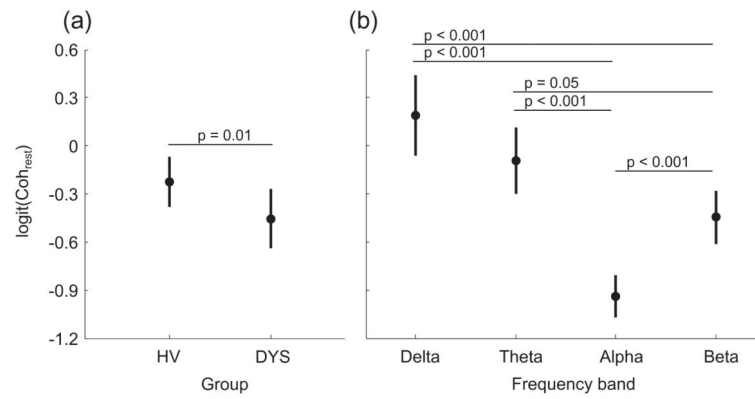 (a)
(b)
0.6
0.3
0
-0.3
-0.6
-0.9
-1.2
logit(Cohrest)
p = 0.01
HV
DYS
Group
p < 0.001
p < 0.001
p = 0.05
p < 0.001
p < 0.001
Delta
Theta
Alpha
Beta
Frequency band